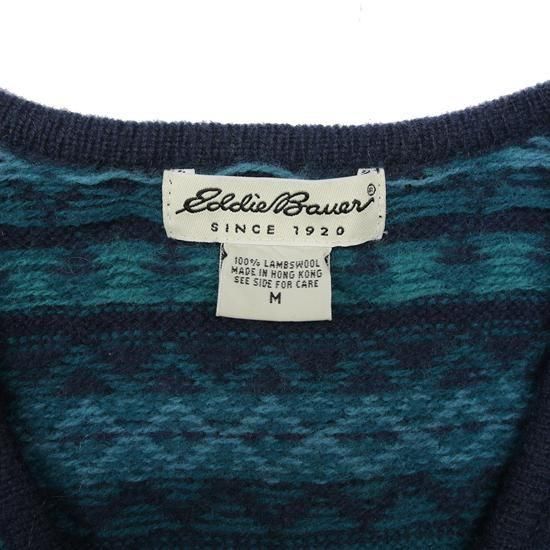 Eddie Bauer®
SINCE 1920
100% LAMBSWOOL
MADE IN HONG KONG
SEE SIDE FOR CARE
M